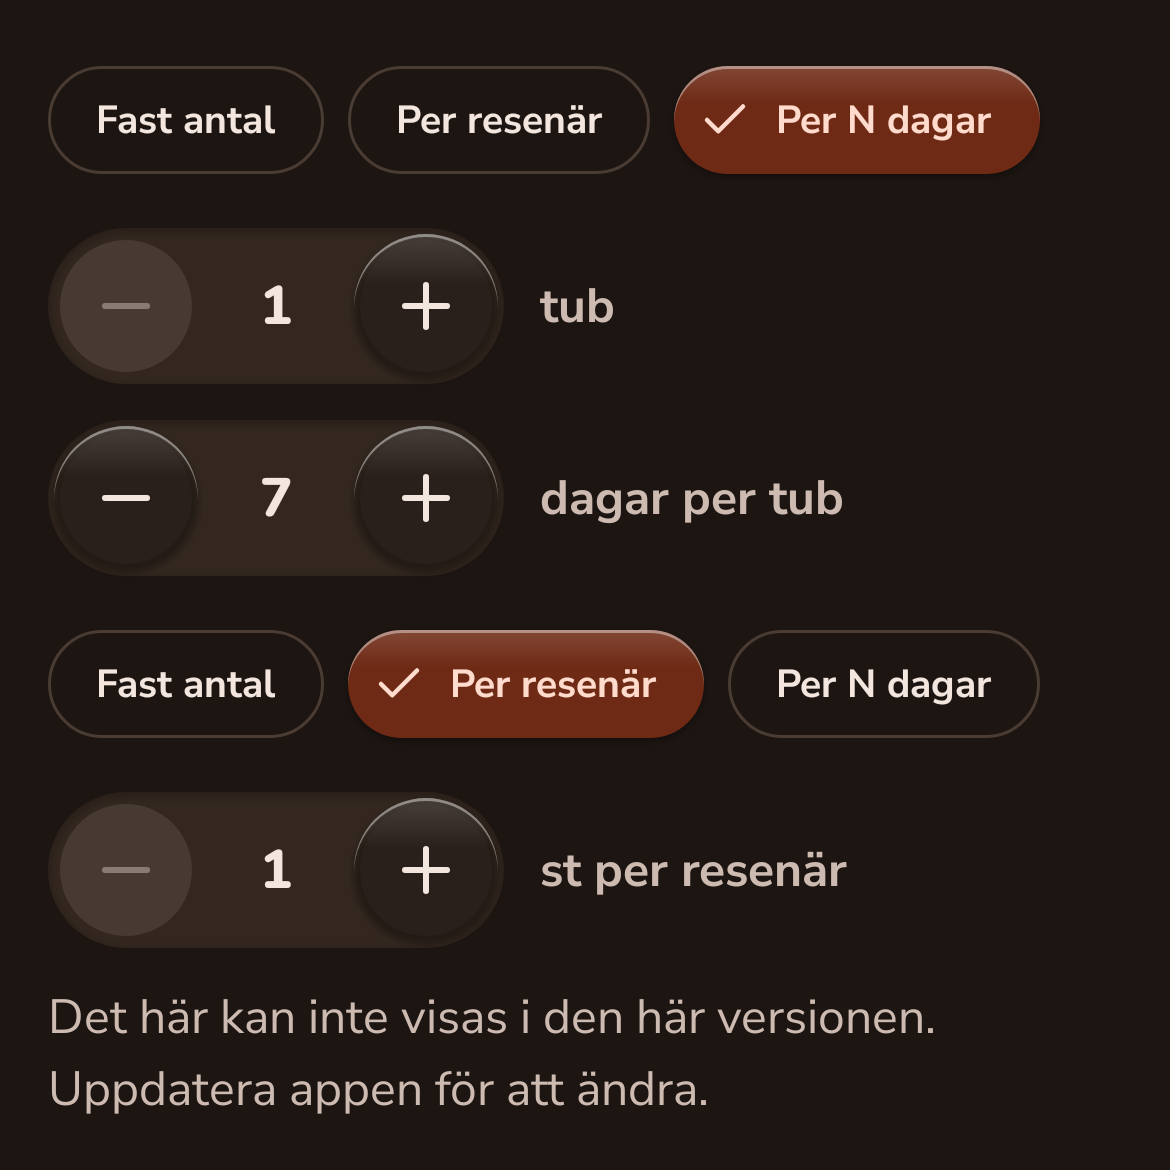 Fast antal Per resenär Per N dagar
1 tub
7 dagar per tub
Fast antal Per resenär Per N dagar
1 st per resenär
Det här kan inte visas i den här versionen.
Uppdatera appen för att ändra.